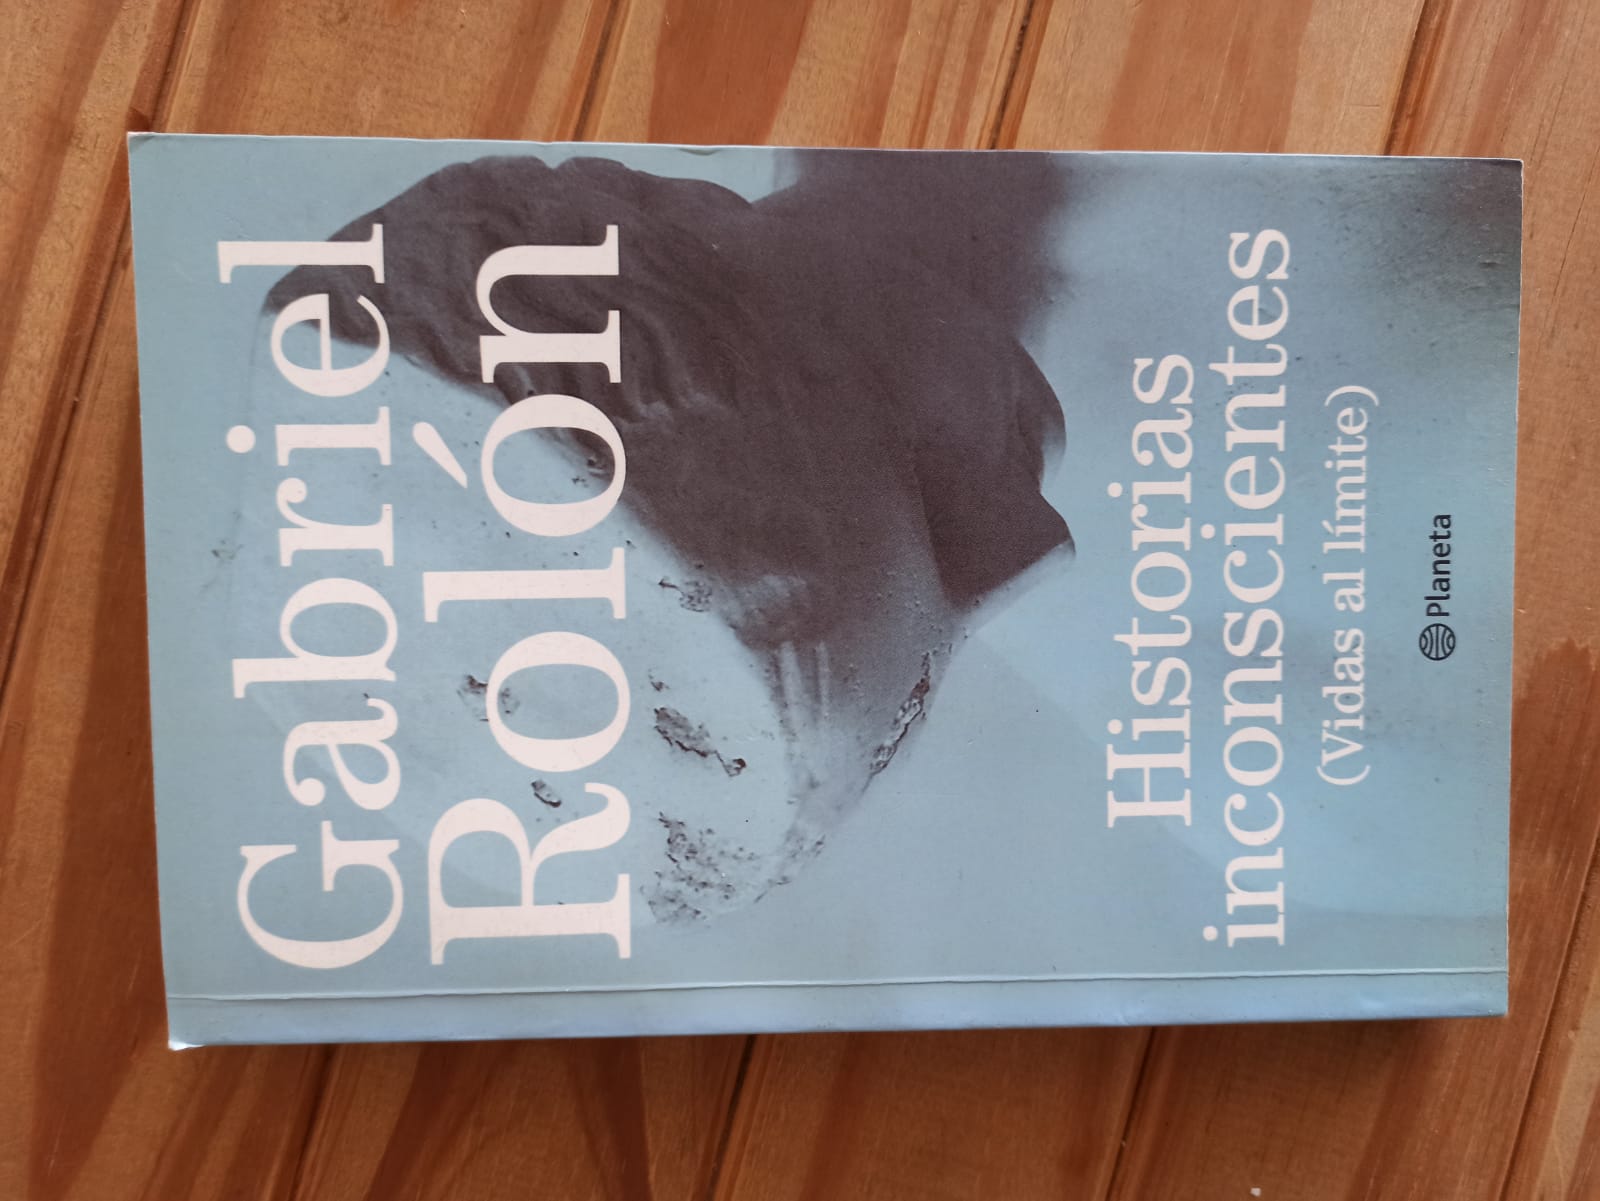 Gabriel
Rolón
Historias
inconscientes
(Vidas al límite)
Planeta